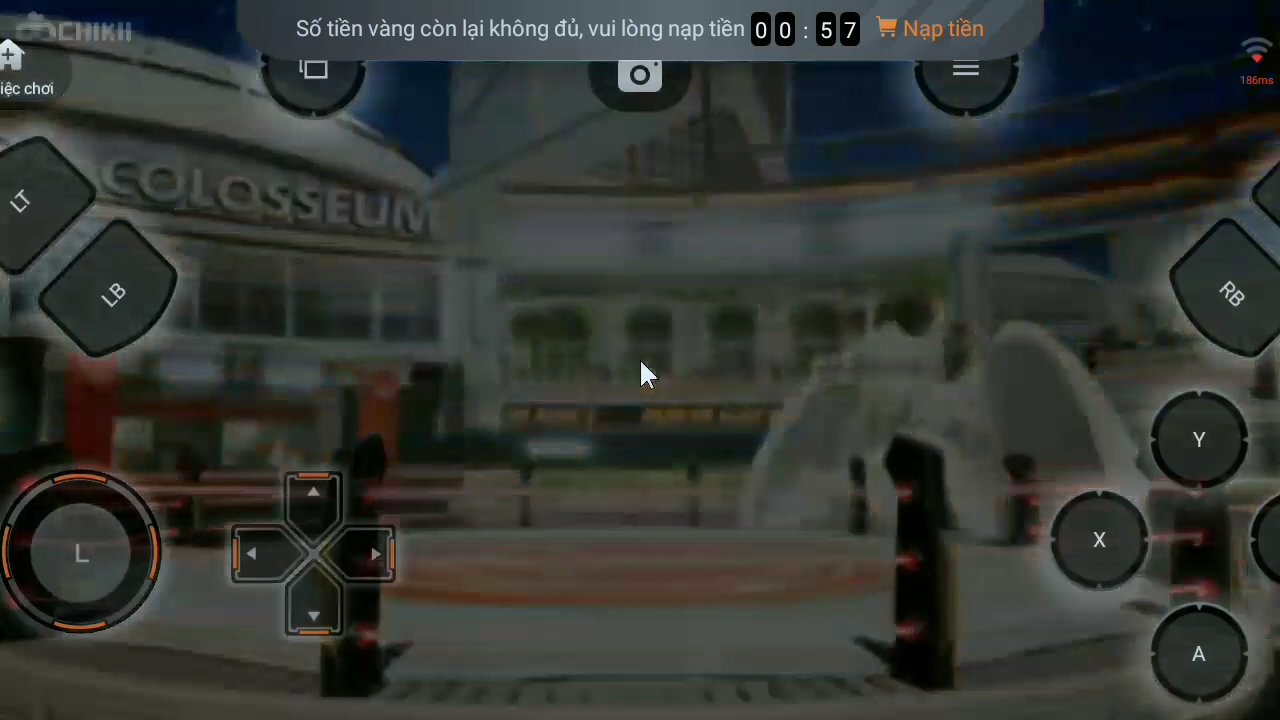 CHIKII
Số tiền vàng còn lại không đủ, vui lòng nạp tiền 00:57 Nạp tiền
iệc chơi
186ms
LT
COLOSSEUM
LB
RB
Y
L
X
A